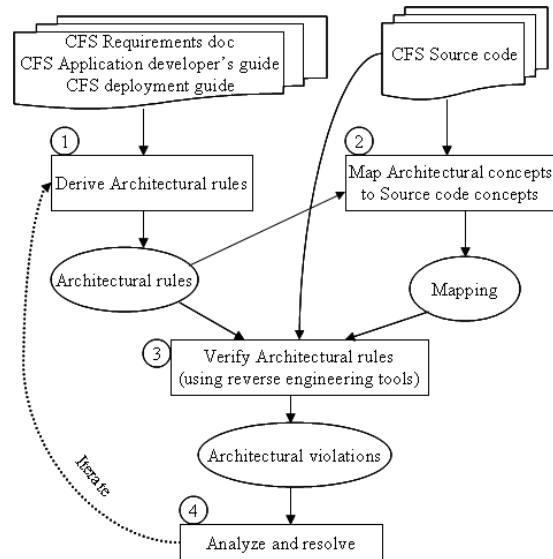 CFS Requirements doc
CFS Application developer's guide
CFS deployment guide
CFS Source code
1
Derive Architectural rules
2
Map Architectural concepts
to Source code concepts
Architectural rules
Mapping
3
Verify Architectural rules
(using reverse engineering tools)
Architectural violations
Iterate
4
Analyze and resolve